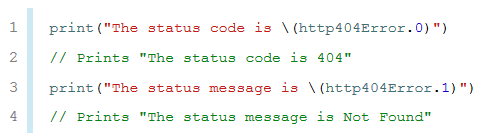 1 print("The status code is \(http404Error.0)")
2 // Prints "The status code is 404"
3 print("The status message is \(http404Error.1)")
4 // Prints "The status message is Not Found"